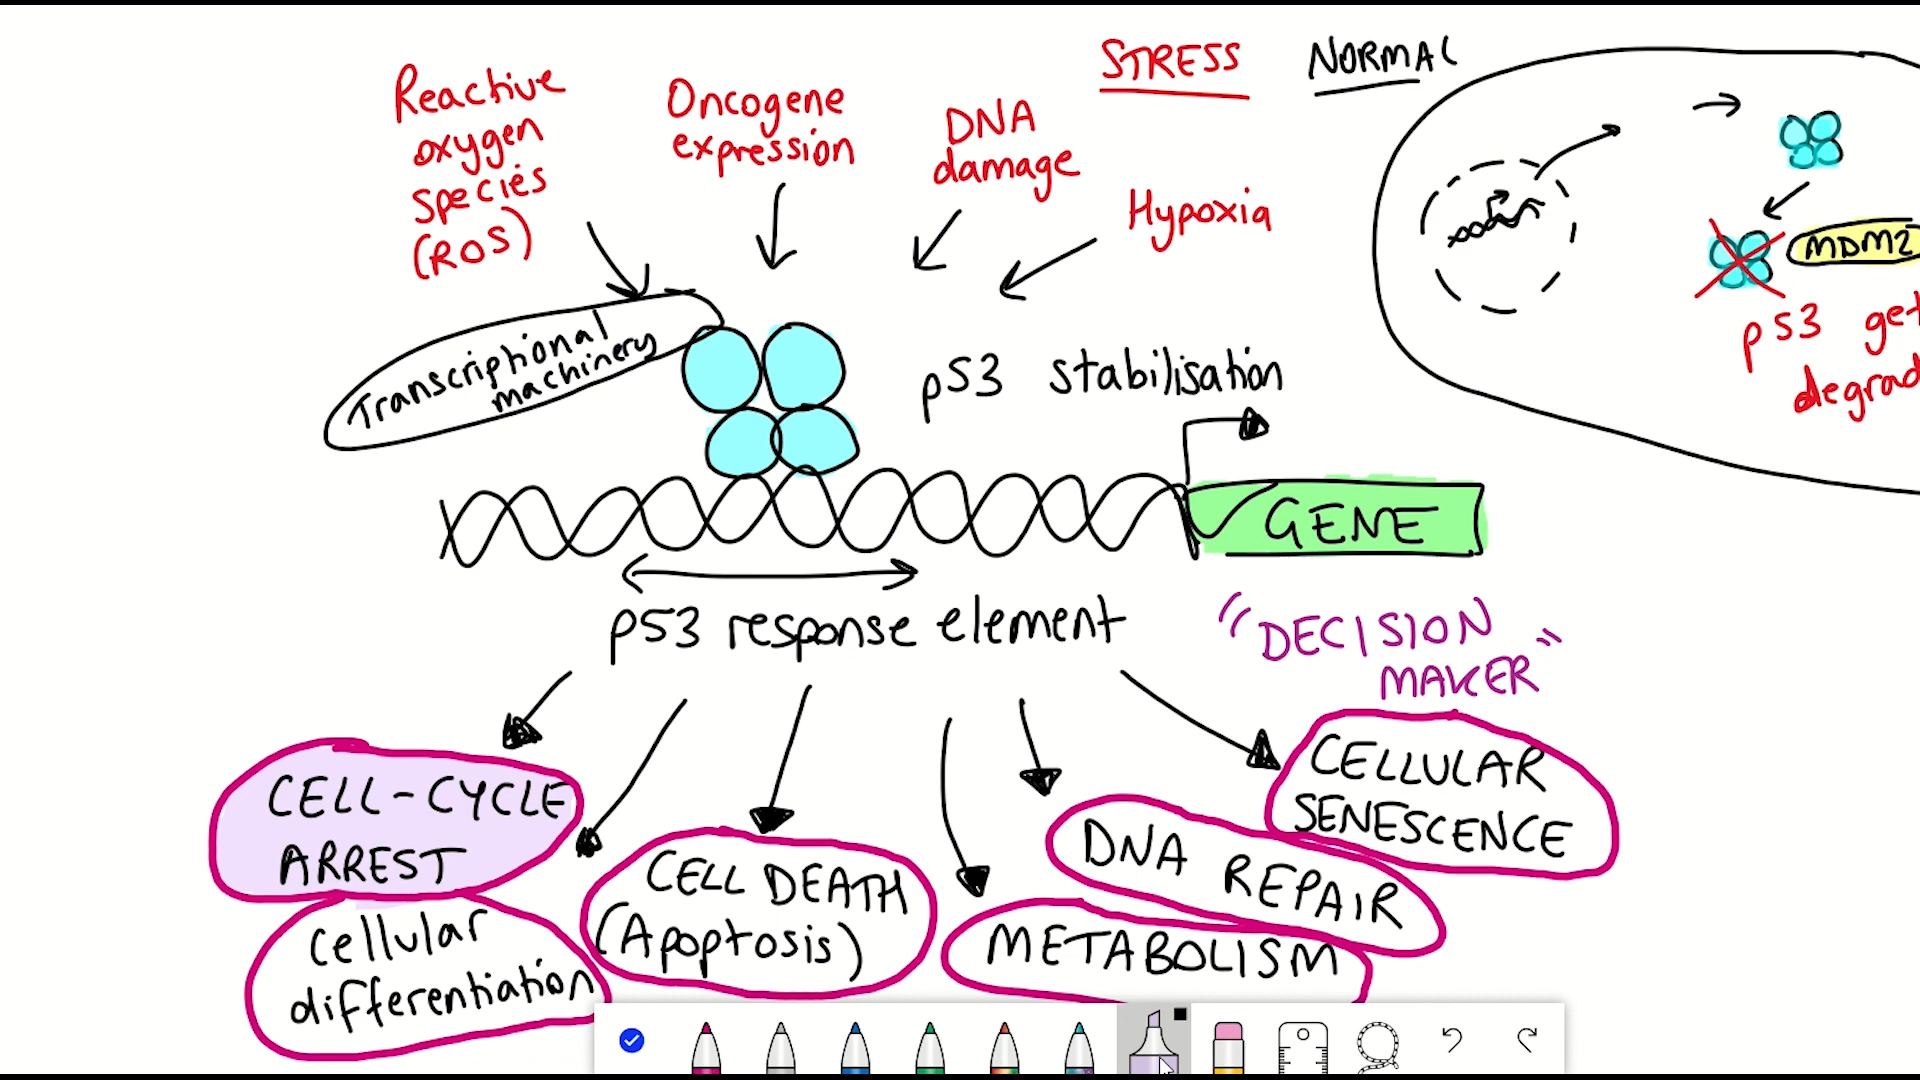 Reactive
oxygen
species
(ROS)
Oncogene
expression
DNA
damage
STRESS
Hypoxia
NORMAL
MDM2
p53 get
degrad
Transcriptional
machinery
p53 stabilisation
GENE
p53 response element
"DECISION
MAKER"
CELL-CYCLE
ARREST
cellular
differentiation
CELL DEATH
(Apoptosis)
METABOLISM
DNA REPAIR
CELLULAR
SENESCENCE